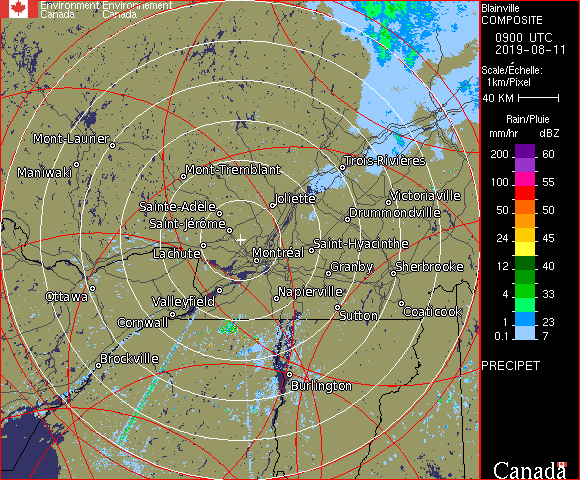 Environment Environnement
Canada Canada
Mont-Laurier
Maniwaki
Mont-Tremblant
Trois-Rivières
Joliette
Victoriaville
Sainte-Adèle
Drummondville
Saint-Jérôme
Lachute
Montréal
Saint-Hyacinthe
Granby
Sherbrooke
Ottawa
Valleyfield
Napierville
Cornwall
Sutton
Coaticook
Brockville
Burlington
Blainville
COMPOSITE
0900 UTC
2019-08-11
Scale/Échelle:
1km/Pixel
40 KM
Rain/Pluie
mm/hr dBZ
200 60
150 57
100 55
50 50
24 45
12 40
4 33
1 23
0.1 7
PRECIPET
Canada